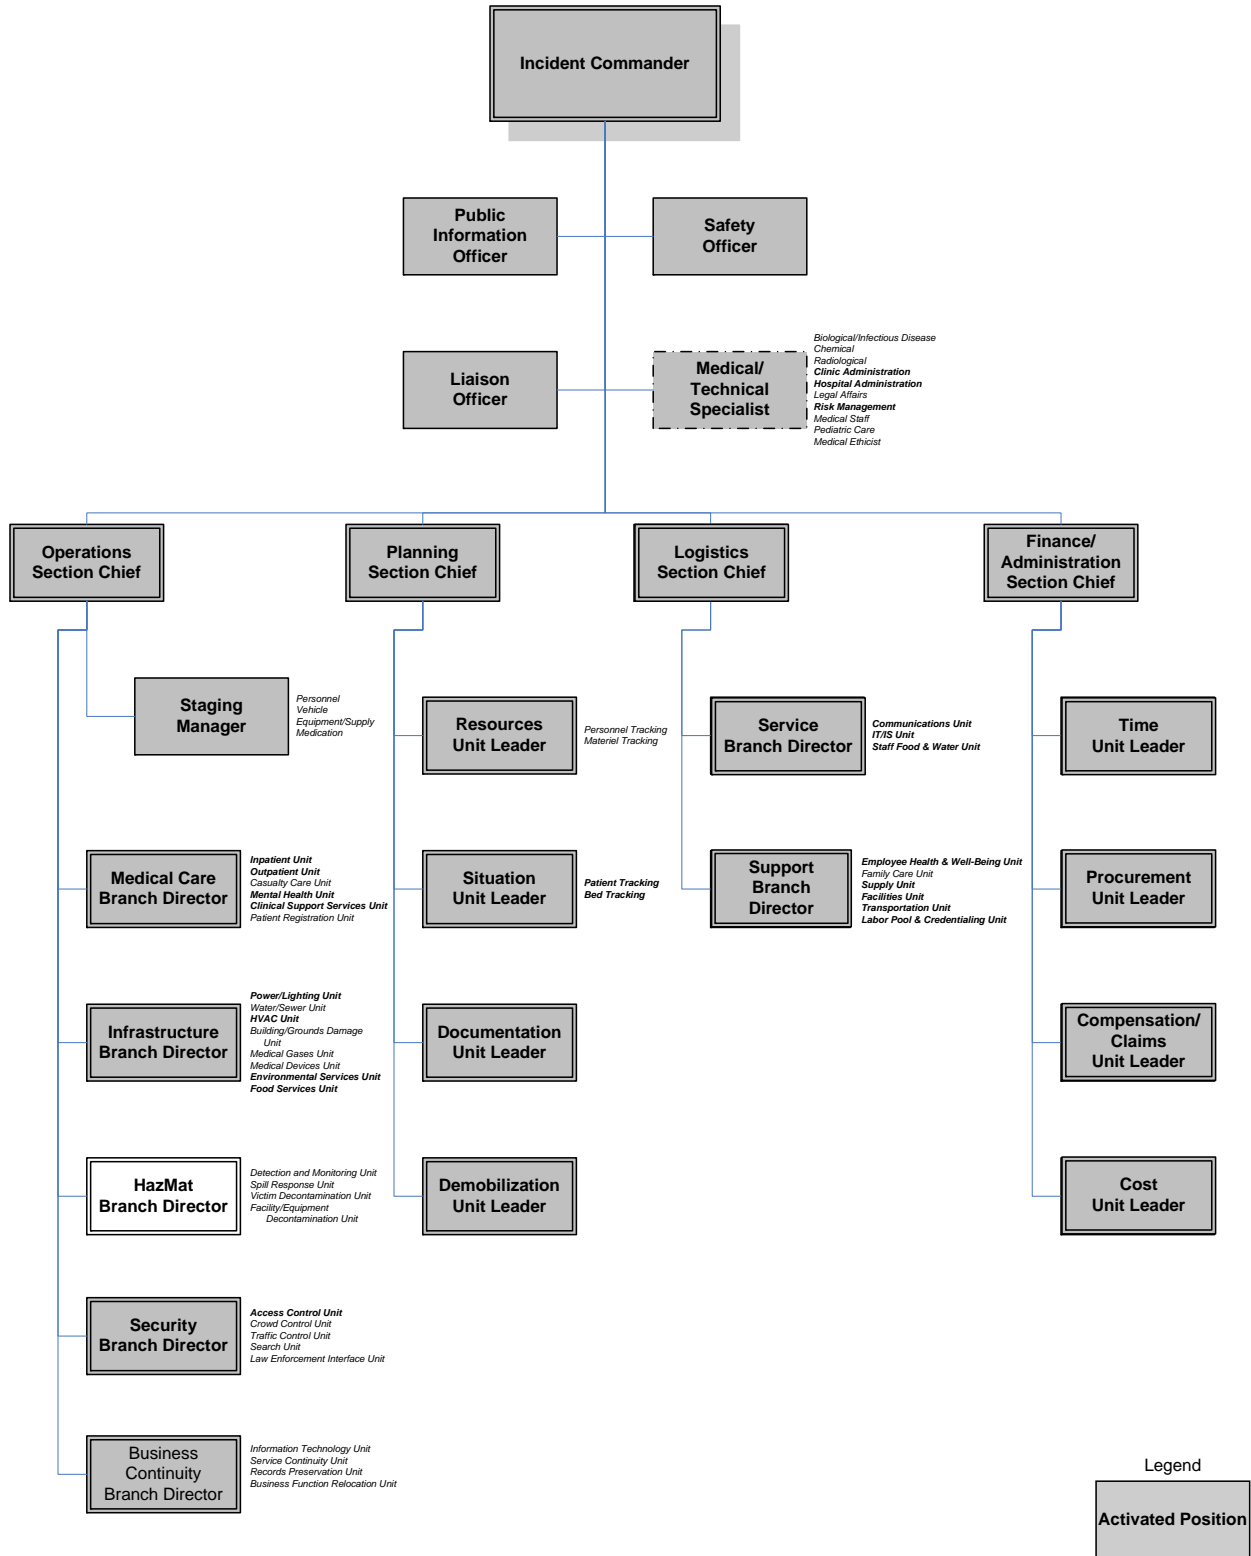 Incident Commander
Public
Information
Officer
Safety
Officer
Liaison
Officer
Medical/
Technical
Specialist
Biological/Infectious Disease
Chemical
Radiological
Clinic Administration
Hospital Administration
Legal Affairs
Risk Management
Medical Staff
Pediatric Care
Medical Ethicist
Operations
Section Chief
Planning
Section Chief
Logistics
Section Chief
Finance/
Administration
Section Chief
Staging
Manager
Personnel
Vehicle
Equipment/Supply
Medication
Resources
Unit Leader
Personnel Tracking
Materiel Tracking
Service
Branch Director
Communications Unit
IT/IS Unit
Staff Food & Water Unit
Time
Unit Leader
Medical Care
Branch Director
Inpatient Unit
Outpatient Unit
Casualty Care Unit
Mental Health Unit
Clinical Support Services Unit
Patient Registration Unit
Situation
Unit Leader
Patient Tracking
Bed Tracking
Support
Branch
Director
Employee Health & Well-Being Unit
Family Care Unit
Supply Unit
Facilities Unit
Transportation Unit
Labor Pool & Credentialing Unit
Procurement
Unit Leader
Infrastructure
Branch Director
Power/Lighting Unit
Water/Sewer Unit
HVAC Unit
Building/Grounds Damage
Unit
Medical Gases Unit
Medical Devices Unit
Environmental Services Unit
Food Services Unit
Documentation
Unit Leader
Compensation/
Claims
Unit Leader
HazMat
Branch Director
Detection and Monitoring Unit
Spill Response Unit
Victim Decontamination Unit
Facility/Equipment
Decontamination Unit
Demobilization
Unit Leader
Cost
Unit Leader
Security
Branch Director
Access Control Unit
Crowd Control Unit
Traffic Control Unit
Search Unit
Law Enforcement Interface Unit
Business
Continuity
Branch Director
Information Technology Unit
Service Continuity Unit
Records Preservation Unit
Business Function Relocation Unit
Legend
Activated Position